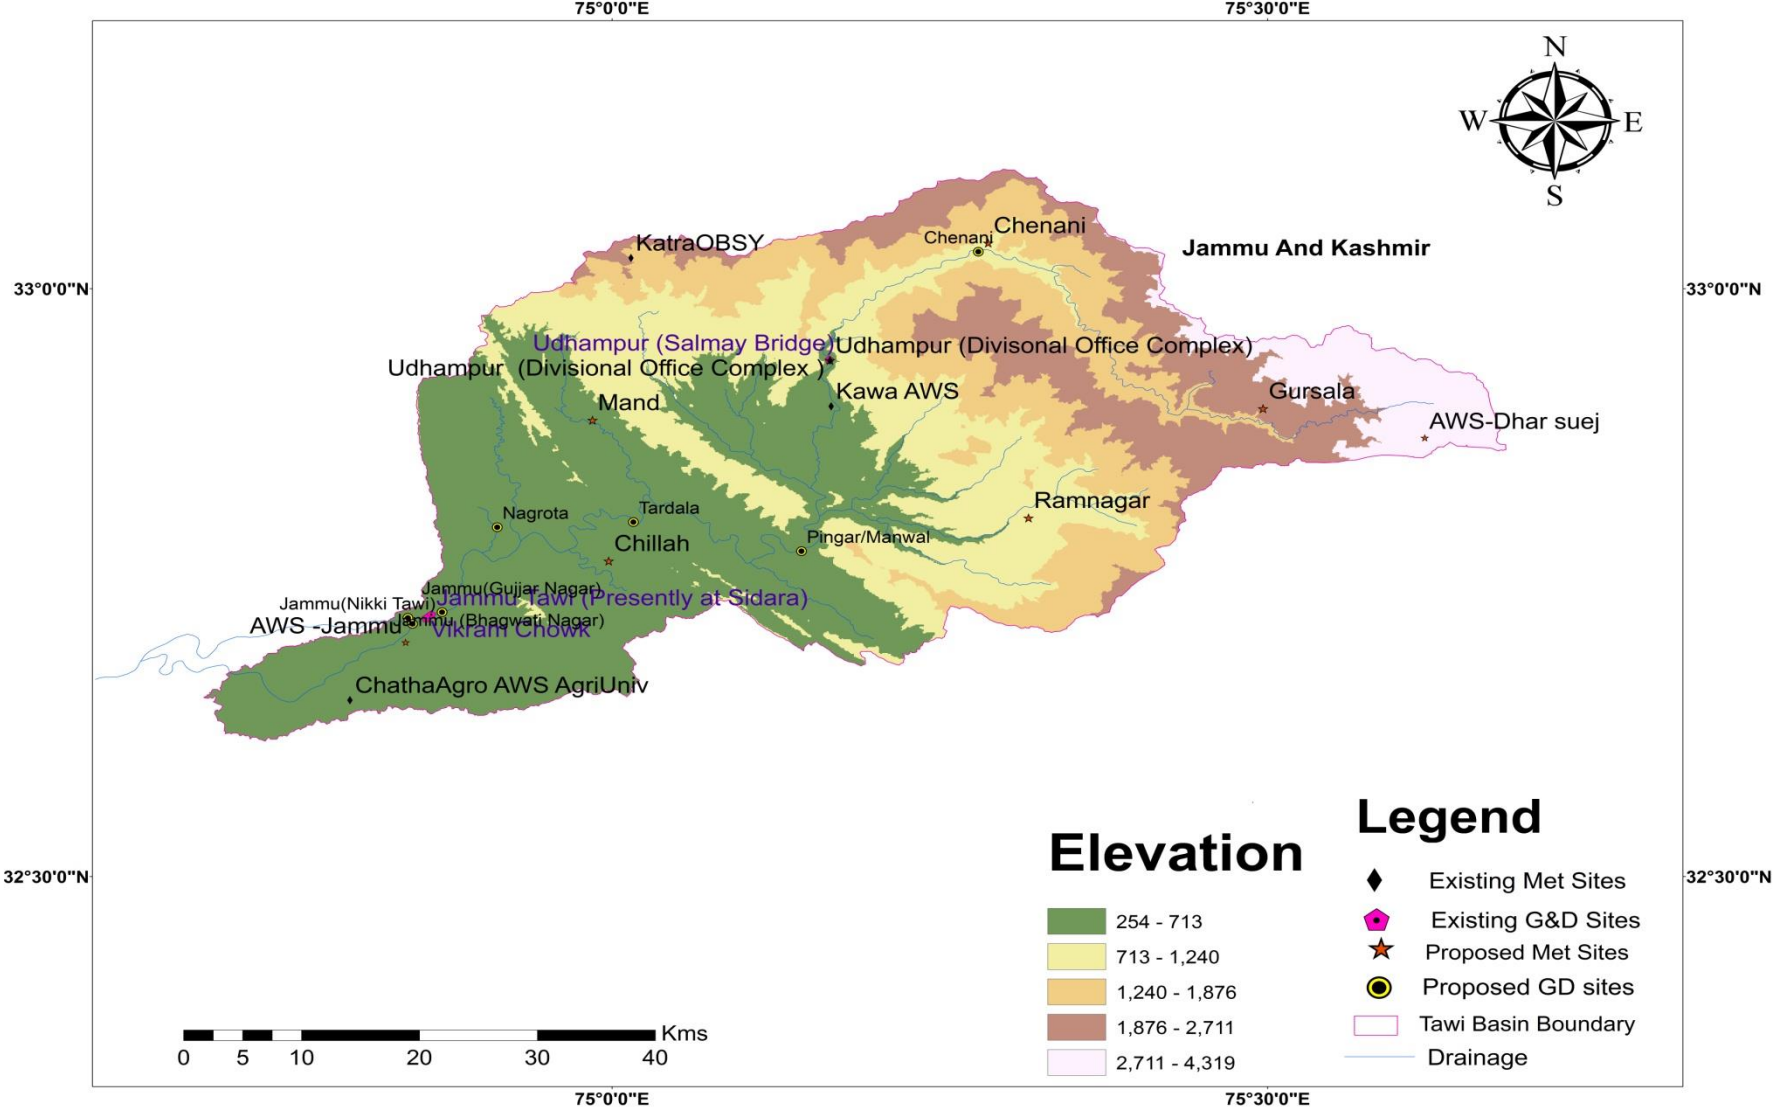 75°0'0"E
75°30'0"E
N
W
E
S
Chenani
Chenani
KatraOBSY
Jammu And Kashmir
33°0'0"N
33°0'0"N
Udhampur (Salmay Bridge)
Udhampur (Divisonal Office Complex)
Udhampur (Divisional Office Complex )
Kawa AWS
Gursala
Mand
AWS-Dhar suej
Ramnagar
Nagrota
Tardala
Pingar/Manwal
Chillah
Jammu(Gujjar Nagar)
Jammu Tawi (Presently at Sidara)
Jammu(Nikki Tawi)
Jammu (Bhagwati Nagar)
AWS -Jammu
Vikram Chowk
ChathaAgro AWS AgriUniv
32°30'0"N
32°30'0"N
Elevation
254 - 713
713 - 1,240
1,240 - 1,876
1,876 - 2,711
2,711 - 4,319
Legend
Existing Met Sites
Existing G&D Sites
Proposed Met Sites
Proposed GD sites
Tawi Basin Boundary
Drainage
Kms
0 5 10 20 30 40
75°0'0"E
75°30'0"E